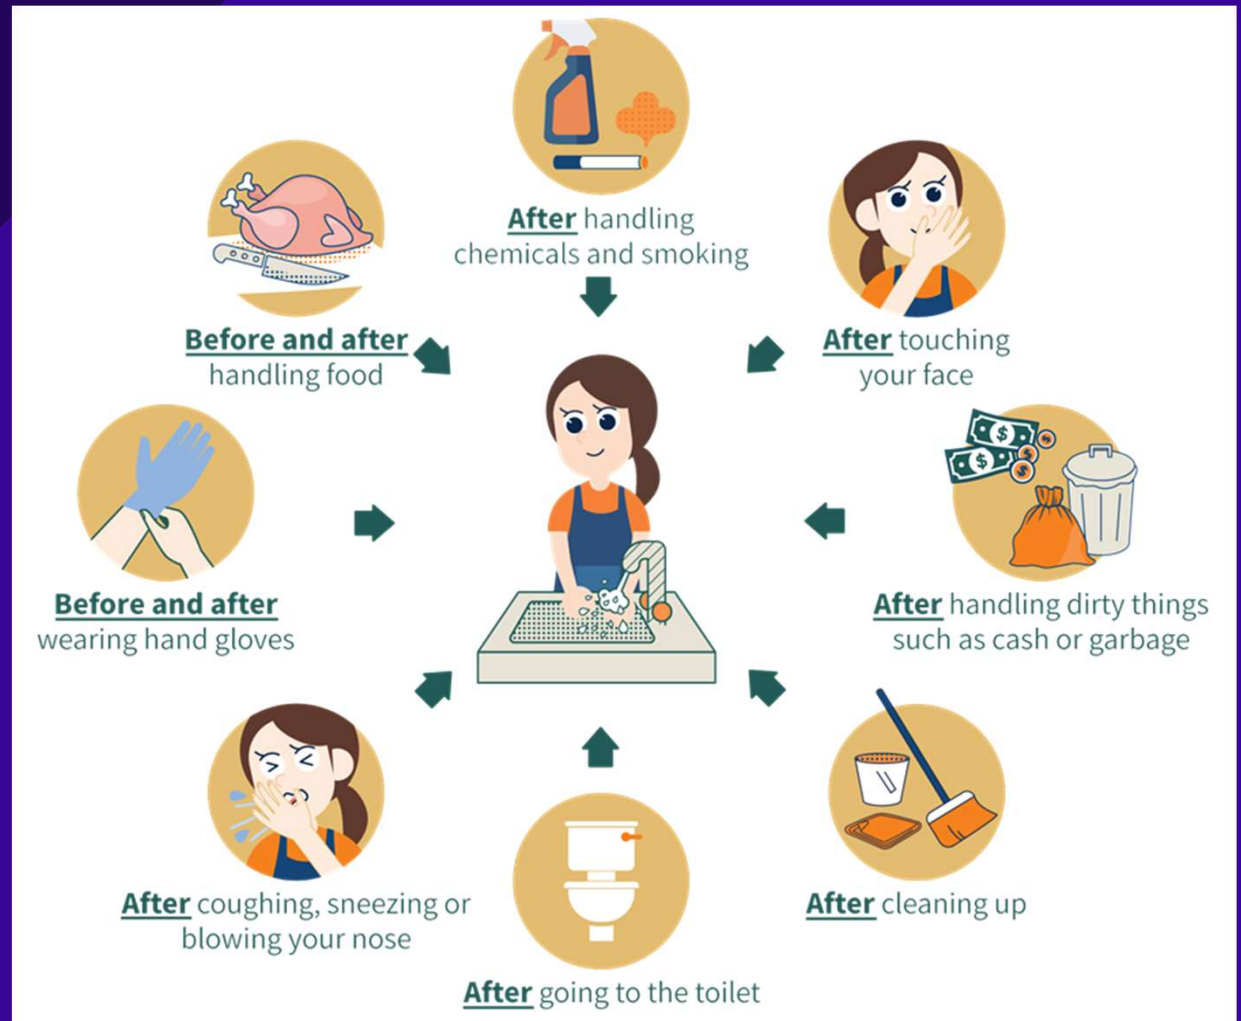 After handling
chemicals and smoking
Before and after
handling food
After touching
your face
Before and after
wearing hand gloves
After handling dirty things
such as cash or garbage
After coughing, sneezing or
blowing your nose
After cleaning up
After going to the toilet
$
$
$
$
$